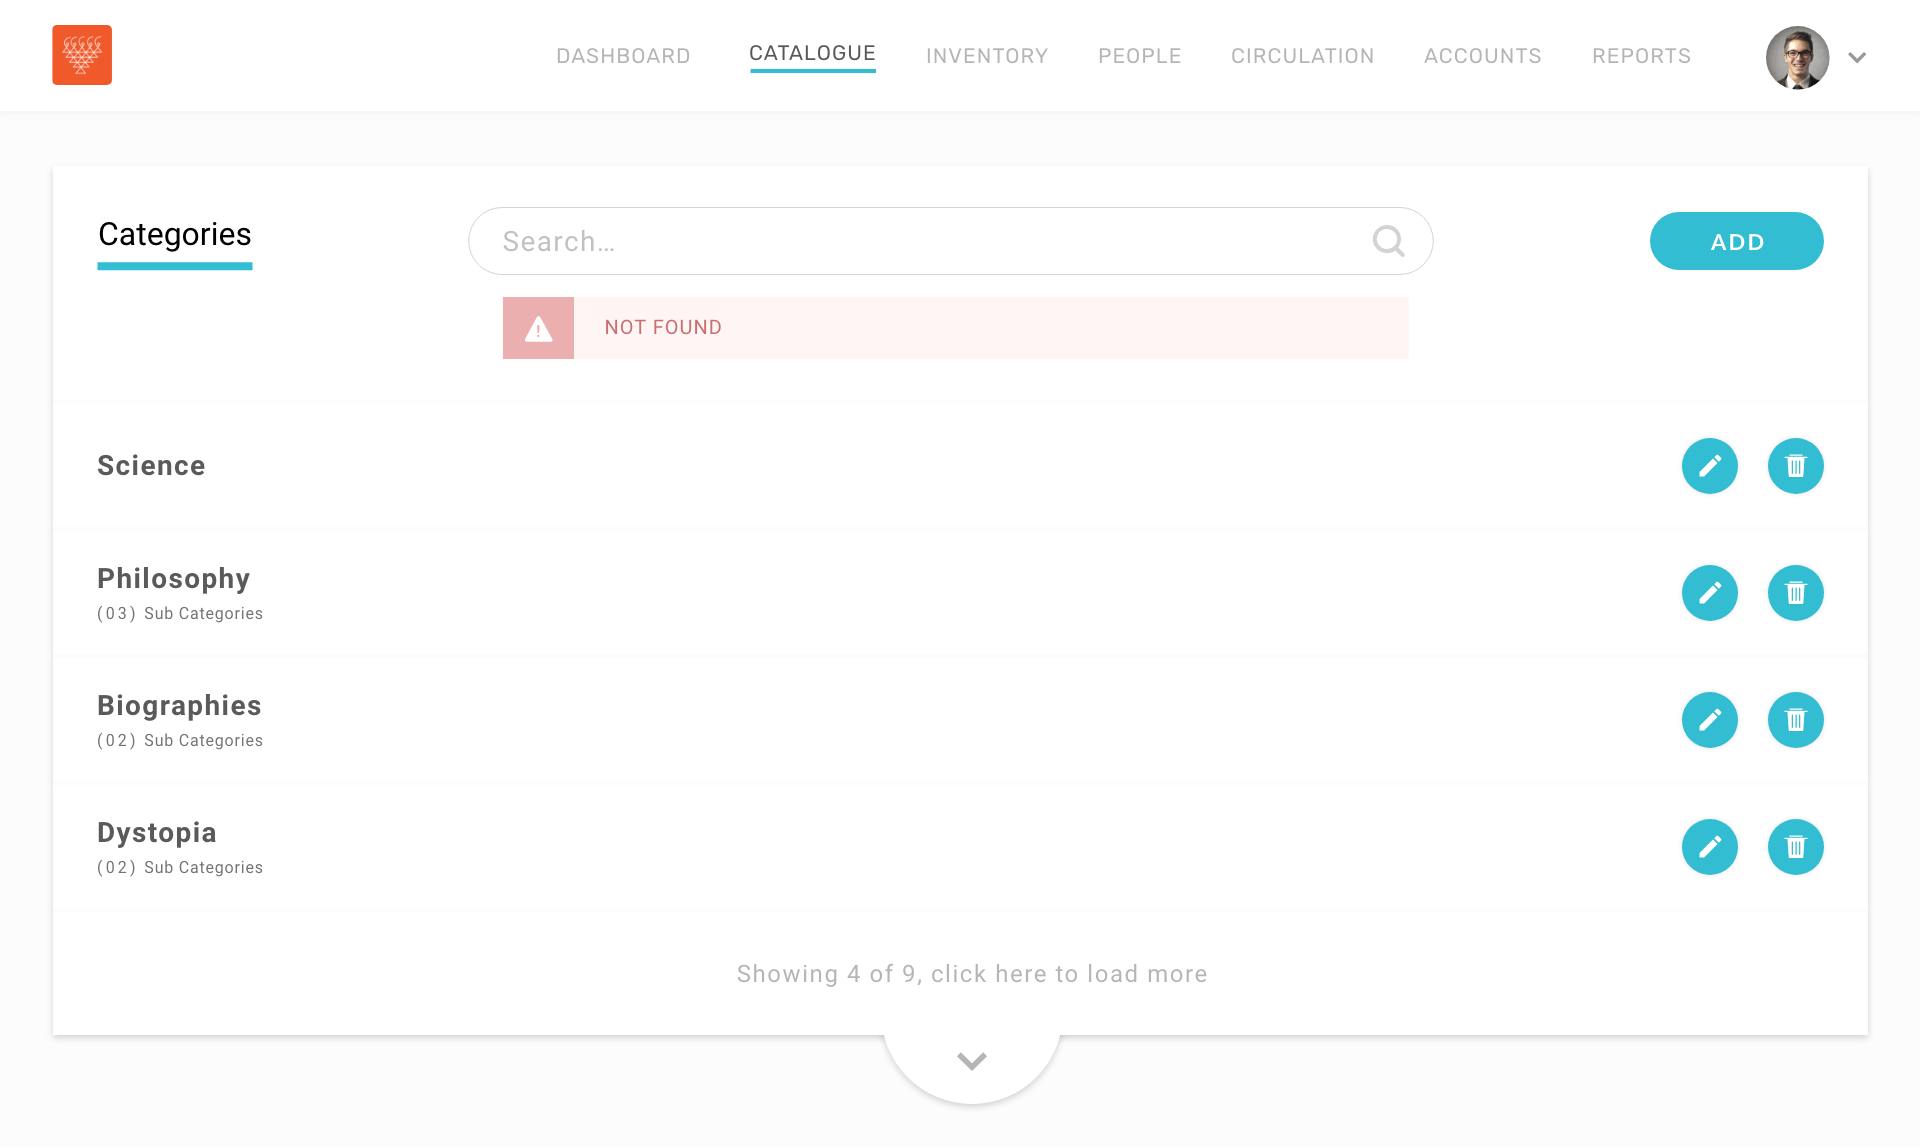 DASHBOARD CATALOGUE INVENTORY PEOPLE CIRCULATION ACCOUNTS REPORTS
Categories
Search...
ADD
NOT FOUND
Science
Philosophy
(03) Sub Categories
Biographies
(02) Sub Categories
Dystopia
(02) Sub Categories
Showing 4 of 9, click here to load more